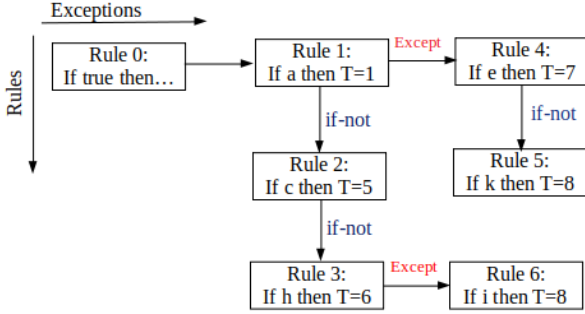 Exceptions
Rules
Rule 0:
If true then...
Rule 1:
If a then T=1
Except
Rule 4:
If e then T=7
if-not
if-not
Rule 2:
If c then T=5
Rule 5:
If k then T=8
if-not
Rule 3:
If h then T=6
Except
Rule 6:
If i then T=8